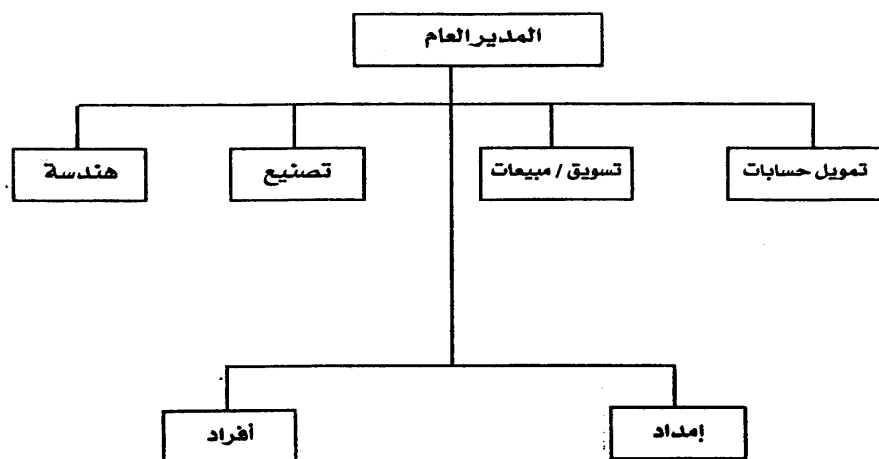 المدير العام
تمويل حسابات
تسويق / مبيعات
تصنيع
هندسة
إمداد
أفراد